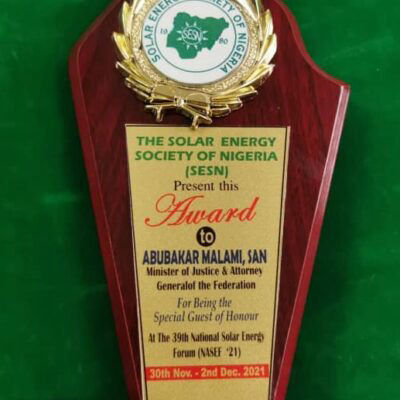 SOLAR ENERGY SOCIETY OF NIGERIA
SESN
1980
THE SOLAR ENERGY
SOCIETY OF NIGERIA
(SESN)
Present this
Award
to
ABUBAKAR MALAMI, SAN
Minister of Justice & Attorney
Generalof the Federation
For Being the
Special Guest of Honour
At The 39th National Solar Energy
Forum (NASEF '21)
30th Nov. - 2nd Dec. 2021